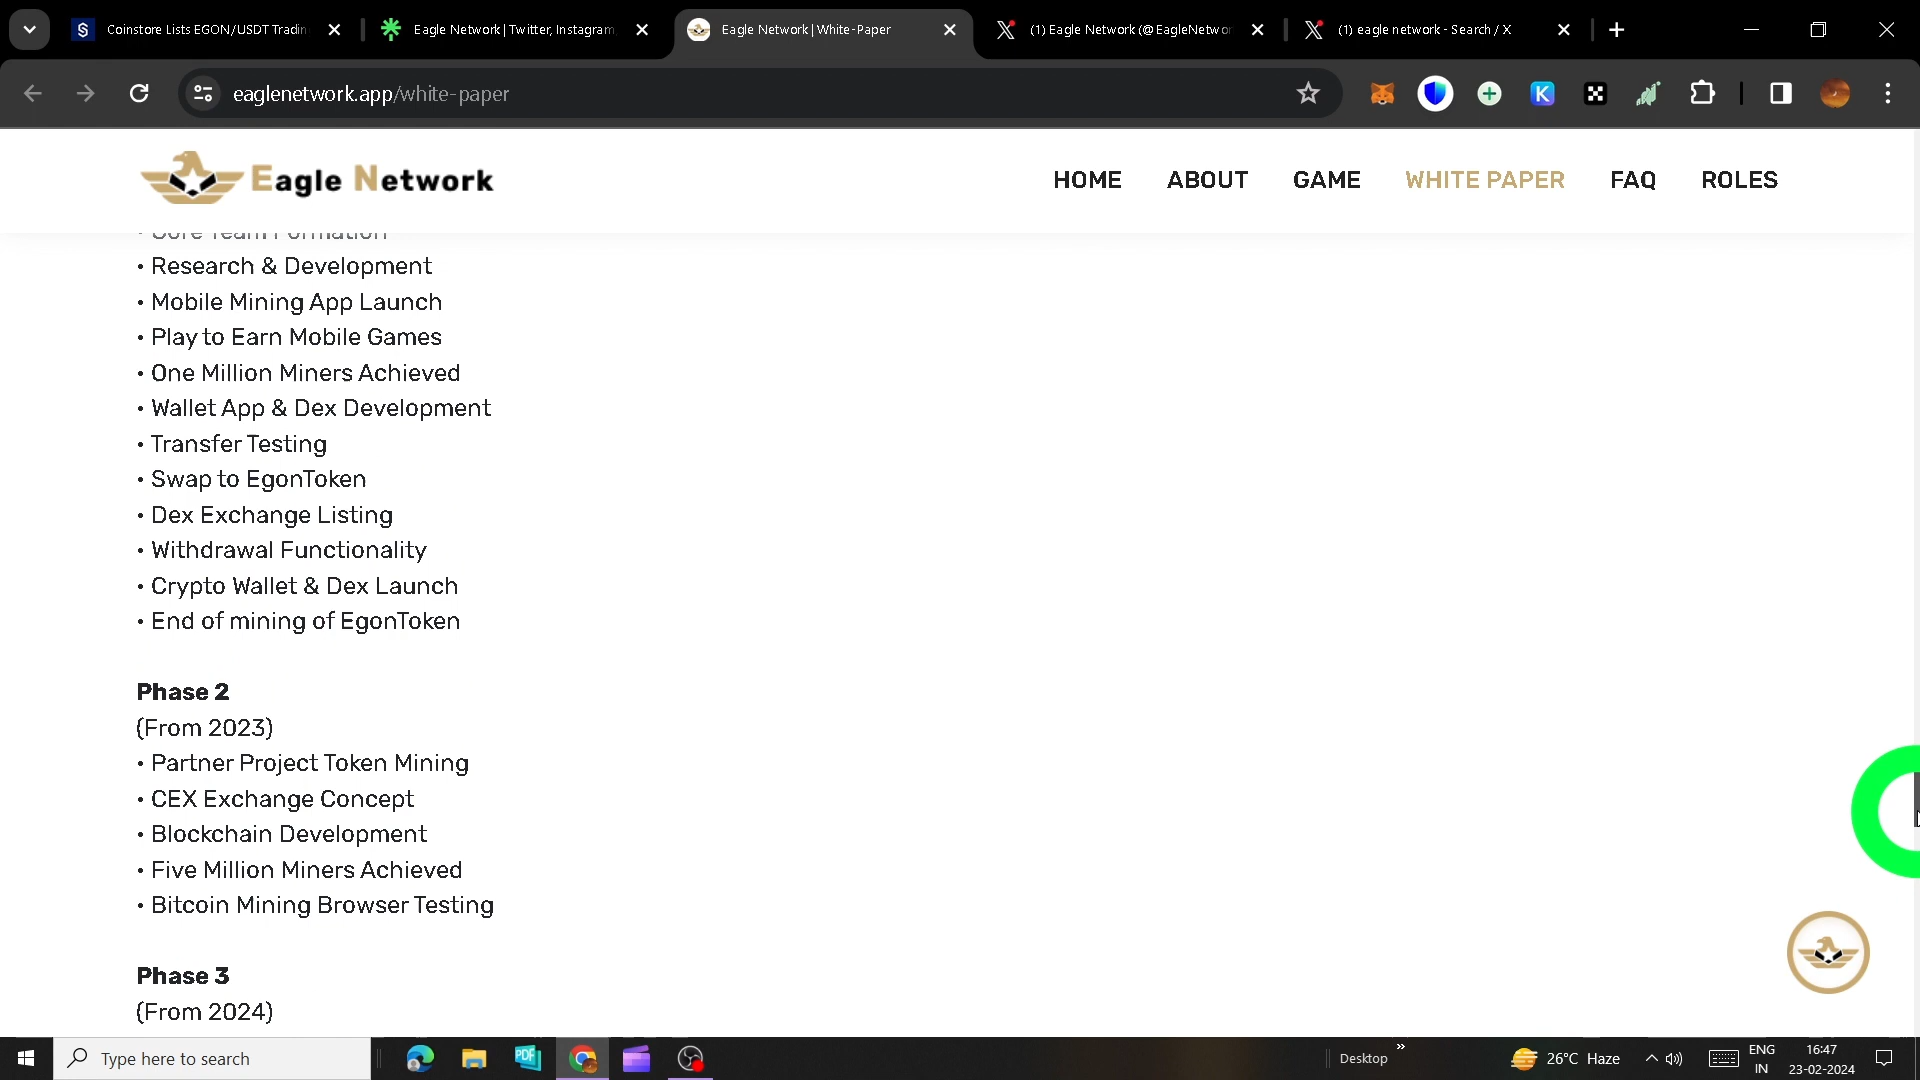 Coinstore Lists EGON/USDT Tradin
Eagle Network | Twitter, Instagram,
Eagle Network | White-Paper
(1) Eagle Network (@EagleNetwor
(1) eagle network - Search / X
eaglenetwork.app/white-paper
Eagle Network
HOME
ABOUT
GAME
WHITE PAPER
FAQ
ROLES
• Core Team Formation
• Research & Development
• Mobile Mining App Launch
• Play to Earn Mobile Games
• One Million Miners Achieved
• Wallet App & Dex Development
• Transfer Testing
• Swap to EgonToken
• Dex Exchange Listing
• Withdrawal Functionality
• Crypto Wallet & Dex Launch
• End of mining of EgonToken
Phase 2
(From 2023)
• Partner Project Token Mining
• CEX Exchange Concept
• Blockchain Development
• Five Million Miners Achieved
• Bitcoin Mining Browser Testing
Phase 3
(From 2024)
Type here to search
Desktop
26°C Haze
ENG
IN
16:47
23-02-2024